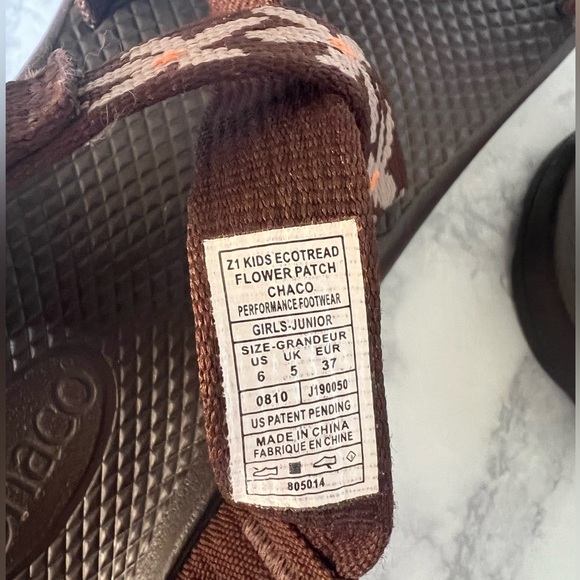 Z1 KIDS ECOTREAD
FLOWER PATCH
CHACO
PERFORMANCE FOOTWEAR
GIRLS-JUNIOR
SIZE-GRANDEUR
US UK EUR
6 5 37
0810 J190050
US PATENT PENDING
MADE IN CHINA
FABRIQUE EN CHINE
805014
chaco